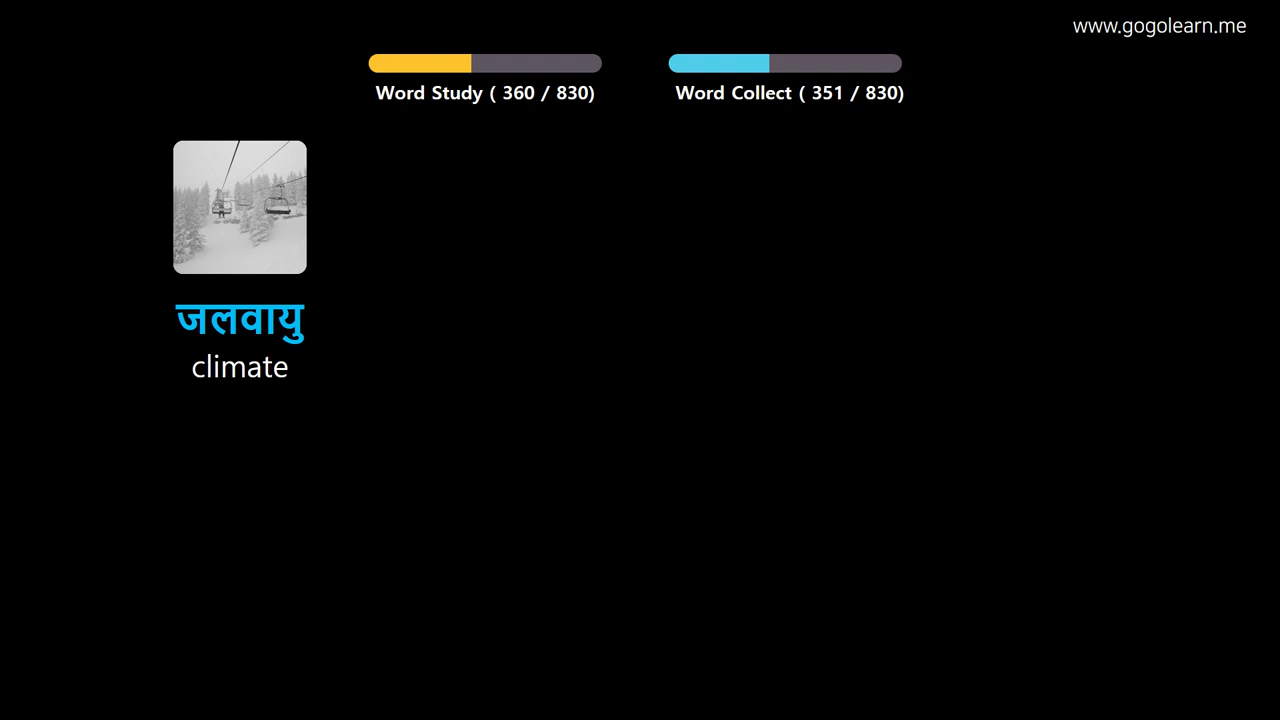 www.gogolearn.me
Word Study ( 360 / 830)
Word Collect ( 351 / 830)
जलवायु
climate